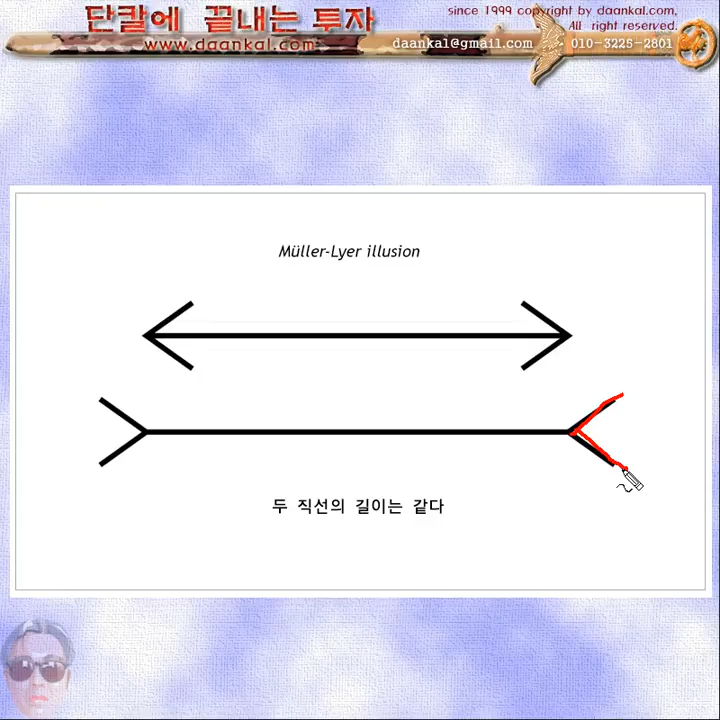 단칼에 끝내는 투자
since 1999 copyright by daankal.com,
All rights reserved.
www.daankal.com
daankal@gmail.com
010-3225-2801
Müller-Lyer illusion
두 직선의 길이는 같다